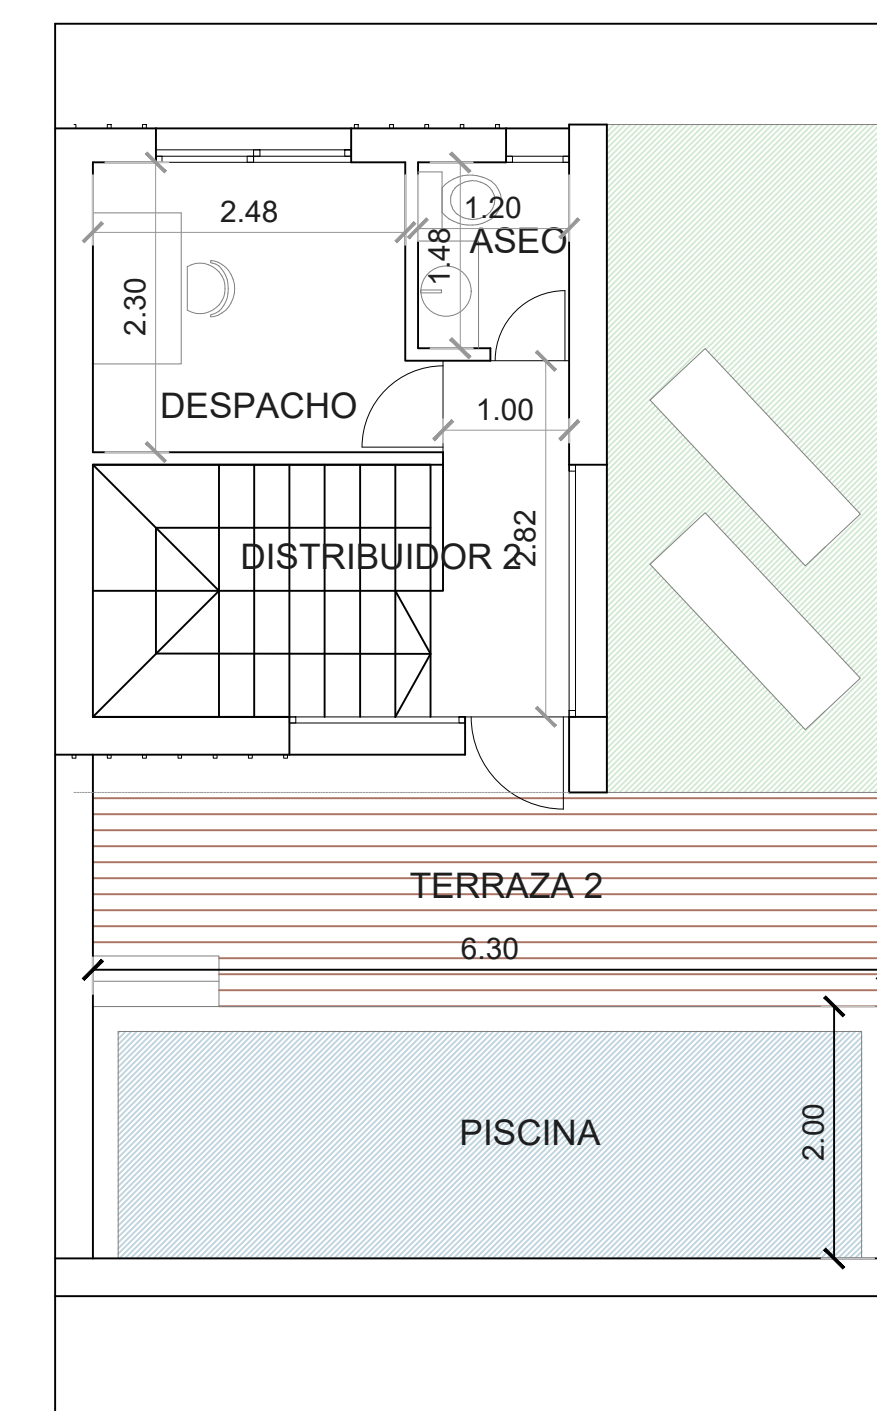 1.20
2.48
ASEO
1.48
2.30
DESPACHO
1.00
2.82
DISTRIBUIDOR 2
TERRAZA 2
6.30
PISCINA
2.00